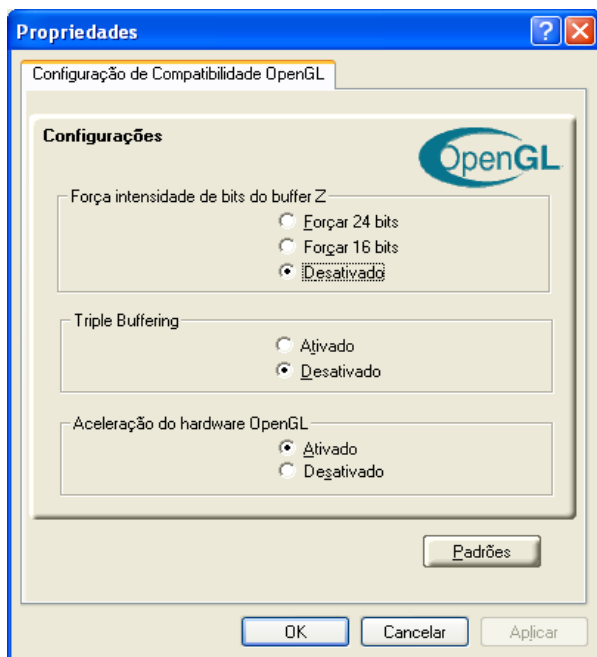 Propriedades
Configuração de Compatibilidade OpenGL
Configurações
OpenGL
Força intensidade de bits do buffer Z
Forçar 24 bits
Forçar 16 bits
Desativado
Triple Buffering
Ativado
Desativado
Aceleração do hardware OpenGL
Ativado
Desativado
Padrões
OK
Cancelar
Aplicar